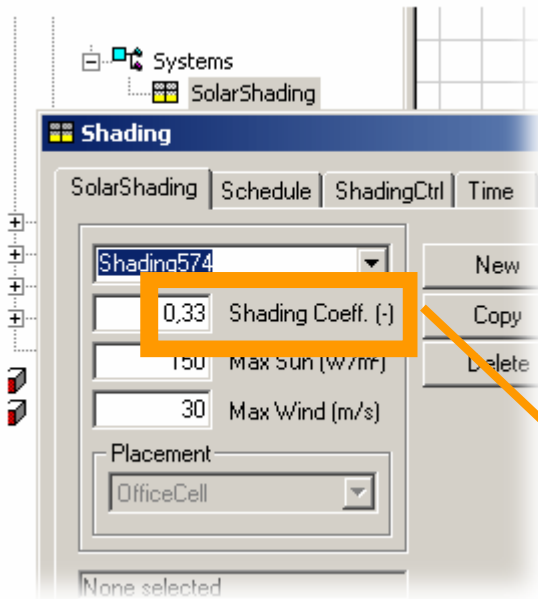 Systems
SolarShading
Shading
SolarShading Schedule ShadingCtrl Time
Shading574 New
0,33 Shading Coeff. (-) Copy
150 Max Sun (W/m²) Delete
30 Max Wind (m/s)
Placement
OfficeCell
None selected